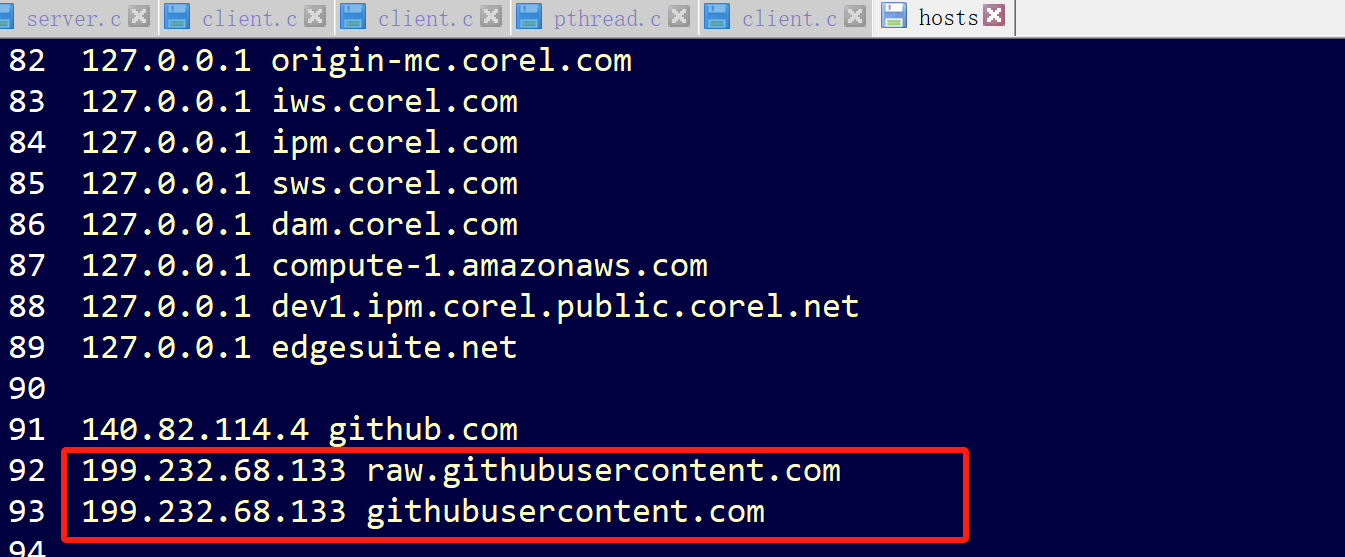 server.c client.c client.c pthread.c client.c hosts
82 127.0.0.1 origin-mc.corel.com
83 127.0.0.1 iws.corel.com
84 127.0.0.1 ipm.corel.com
85 127.0.0.1 sws.corel.com
86 127.0.0.1 dam.corel.com
87 127.0.0.1 compute-1.amazonaws.com
88 127.0.0.1 dev1.ipm.corel.public.corel.net
89 127.0.0.1 edgesuite.net
90
91 140.82.114.4 github.com
92 199.232.68.133 raw.githubusercontent.com
93 199.232.68.133 githubusercontent.com
94